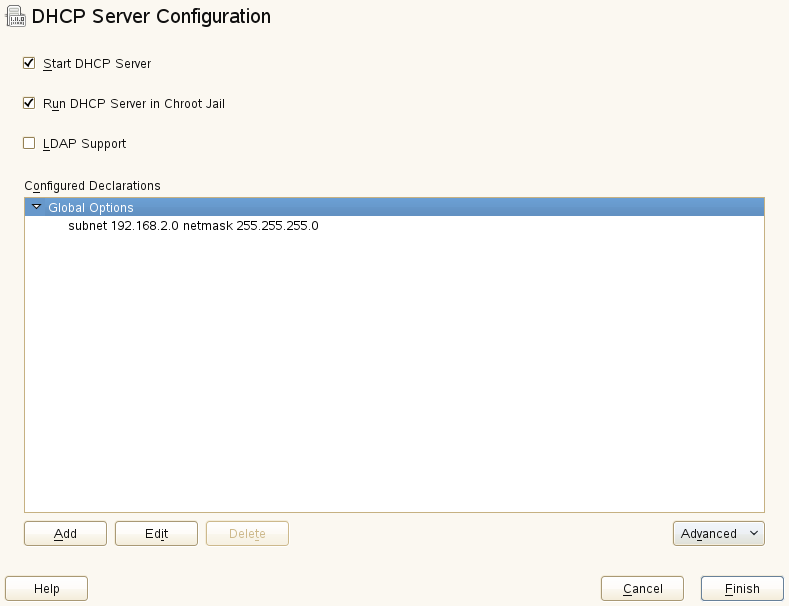 DHCP Server Configuration
Start DHCP Server
Run DHCP Server in Chroot Jail
LDAP Support
Configured Declarations
Global Options
subnet 192.168.2.0 netmask 255.255.255.0
Add Edit Delete Advanced
Help Cancel Finish